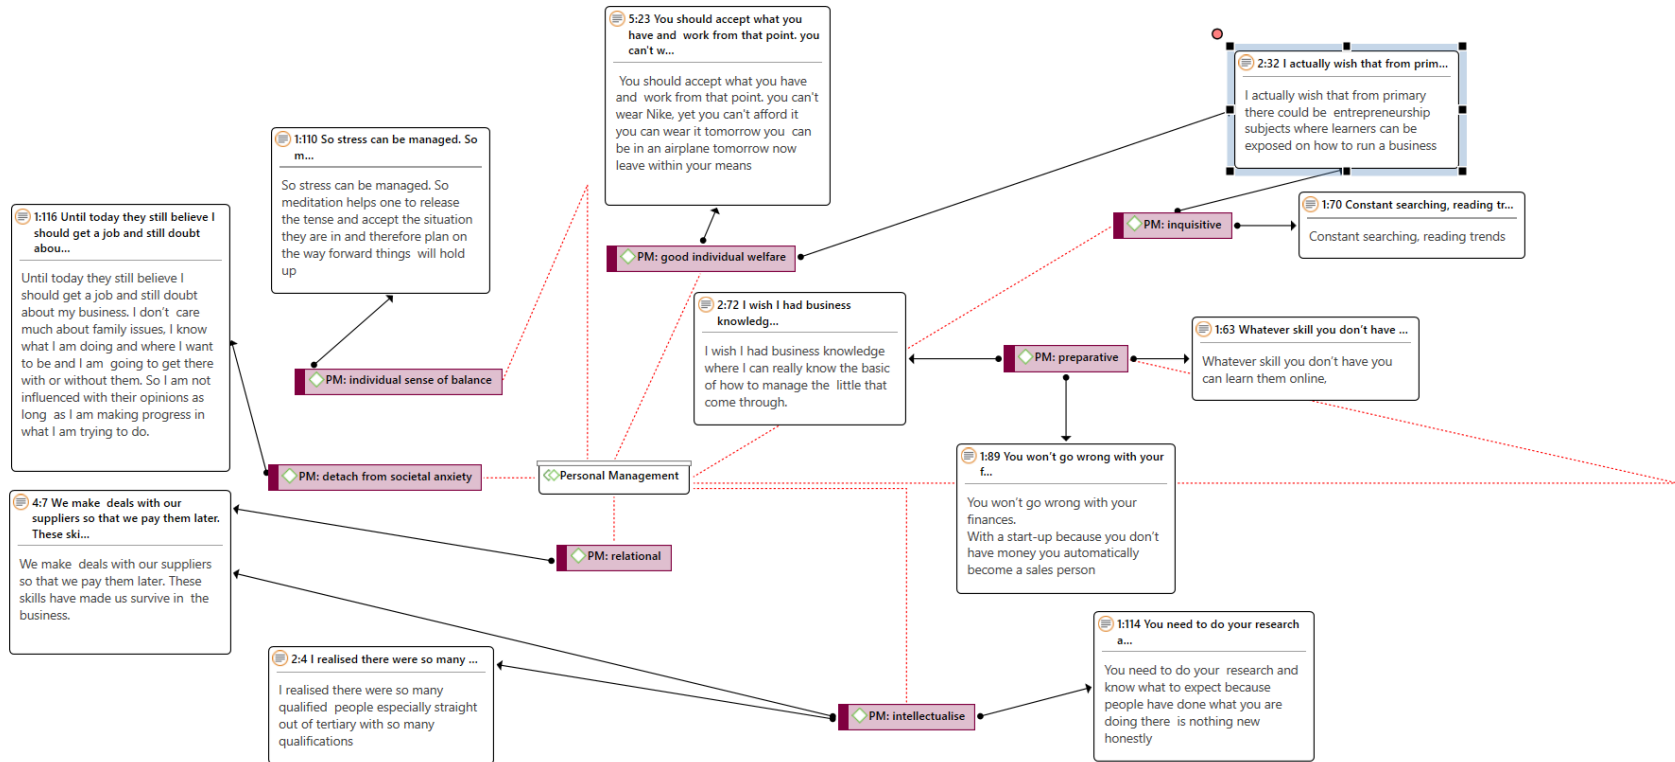 5:23 You should accept what you
have and work from that point. you
can't w...
You should accept what you have
and work from that point. you can't
wear Nike, yet you can't afford it
you can wear it tomorrow you can
be in an airplane tomorrow now
leave within your means
2:32 I actually wish that from prim...
I actually wish that from primary
there could be entrepreneurship
subjects where learners can be
exposed on how to run a business
1:110 So stress can be managed. So
m...
So stress can be managed. So
meditation helps one to release
the tense and accept the situation
they are in and therefore plan on
the way forward things will hold
up
1:116 Until today they still believe I
should get a job and still doubt
abou...
Until today they still believe I
should get a job and still doubt
about my business. I don't care
much about family issues, I know
what I am doing and where I want
to be and I am going to get there
with or without them. So I am not
influenced with their opinions as
long as I am making progress in
what I am trying to do.
PM: inquisitive
1:70 Constant searching, reading tr...
Constant searching, reading trends
PM: good individual welfare
2:72 I wish I had business
knowledg...
I wish I had business knowledge
where I can really know the basic
of how to manage the little that
come through.
PM: preparative
1:63 Whatever skill you don't have ...
Whatever skill you don't have you
can learn them online,
PM: individual sense of balance
1:89 You won't go wrong with your
f...
You won't go wrong with your
finances.
With a start-up because you don't
have money you automatically
become a sales person
PM: detach from societal anxiety
Personal Management
4:7 We make deals with our
suppliers so that we pay them later.
These ski...
We make deals with our suppliers
so that we pay them later. These
skills have made us survive in the
business.
PM: relational
2:4 I realised there were so many ...
I realised there were so many
qualified people especially straight
out of tertiary with so many
qualifications
PM: intellectualise
1:114 You need to do your research
a...
You need to do your research and
know what to expect because
people have done what you are
doing there is nothing new
honestly